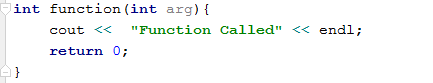 int function(int arg){
    cout <<  "Function Called" << endl;
    return 0;
}